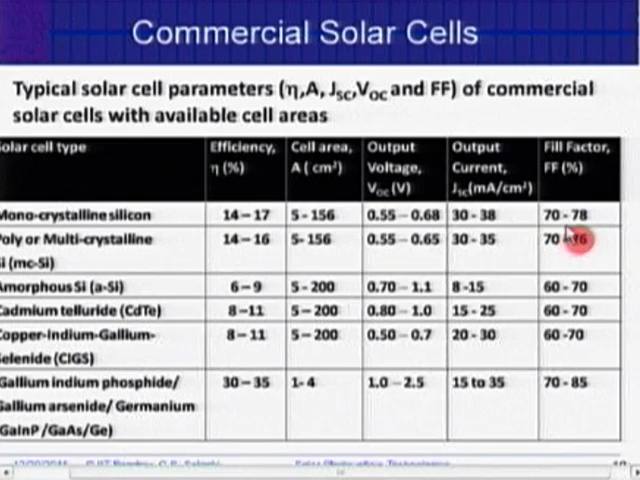 Commercial Solar Cells
Typical solar cell parameters (η,A, JSC,VOC and FF) of commercial
solar cells with available cell areas
olar cell type Efficiency, η (%) Cell area, A ( cm²) Output Voltage, VOC (V) Output Current, JSC(mA/cm²) Fill Factor, FF (%)
Mono-crystalline silicon 14 – 17 5 - 156 0.55 – 0.68 30 - 38 70 - 78
Poly or Multi-crystalline 14 – 16 5- 156 0.55 – 0.65 30 - 35 70 - 76
i (mc-Si)
Amorphous Si (a-Si) 6 – 9 5 - 200 0.70 – 1.1 8 -15 60 - 70
Cadmium telluride (CdTe) 8 –11 5 – 200 0.80 – 1.0 15 - 25 60 - 70
Copper-Indium-Gallium- 8 – 11 5 – 200 0.50 – 0.7 20 - 30 60 -70
elenide (CIGS)
Gallium indium phosphide/ 30 – 35 1- 4 1.0 – 2.5 15 to 35 70 - 85
allium arsenide/ Germanium
GaInP /GaAs/Ge)